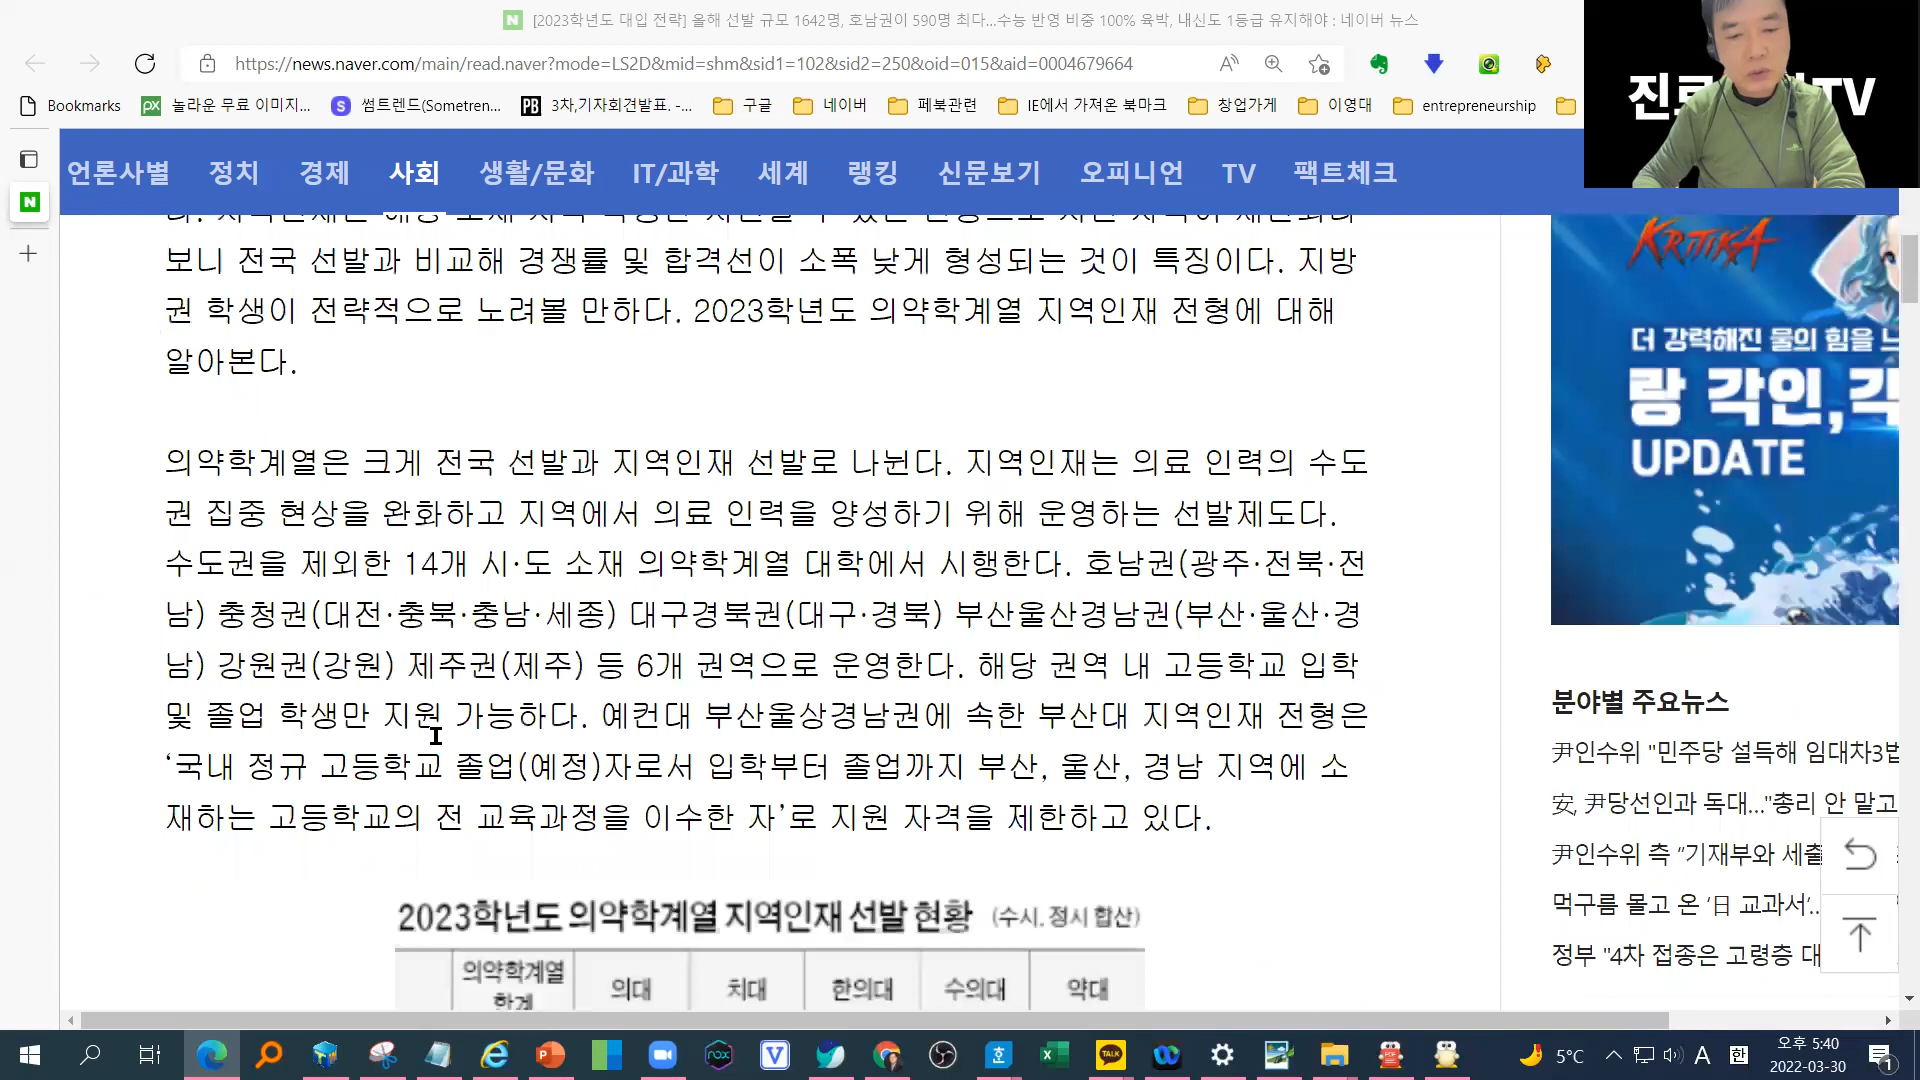 [2023학년도 대입 전략] 올해 선발 규모 1642명, 호남권이 590명 최다...수능 반영 비중 100% 육박, 내신도 1등급 유지해야 : 네이버 뉴스
https://news.naver.com/main/read.naver?mode=LS2D&mid=shm&sid1=102&sid2=250&oid=015&aid=0004679664
Bookmarks 놀라운 무료 이미지... 썸트렌드(Sometren... 3차,기자회견발표. -... 구글 네이버 페북관련 IE에서 가져온 북마크 창업가게 이영대 entrepreneurship
TV
언론사별 정치 경제 사회 생활/문화 IT/과학 세계 랭킹 신문보기 오피니언 TV 팩트체크
보니 전국 선발과 비교해 경쟁률 및 합격선이 소폭 낮게 형성되는 것이 특징이다. 지방
권 학생이 전략적으로 노려볼 만하다. 2023학년도 의약학계열 지역인재 전형에 대해
알아본다.
의약학계열은 크게 전국 선발과 지역인재 선발로 나뉜다. 지역인재는 의료 인력의 수도
권 집중 현상을 완화하고 지역에서 의료 인력을 양성하기 위해 운영하는 선발제도다.
수도권을 제외한 14개 시·도 소재 의약학계열 대학에서 시행한다. 호남권(광주·전북·전
남) 충청권(대전·충북·충남·세종) 대구경북권(대구·경북) 부산울산경남권(부산·울산·경
남) 강원권(강원) 제주권(제주) 등 6개 권역으로 운영한다. 해당 권역 내 고등학교 입학
및 졸업 학생만 지원 가능하다. 예컨대 부산울상경남권에 속한 부산대 지역인재 전형은
‘국내 정규 고등학교 졸업(예정)자로서 입학부터 졸업까지 부산, 울산, 경남 지역에 소
재하는 고등학교의 전 교육과정을 이수한 자’로 지원 자격을 제한하고 있다.
2023학년도 의약학계열 지역인재 선발 현황 (수시. 정시 합산)
의약학계열 합계 의대 치대 한의대 수의대 약대
KRITIKA
더 강력해진 물의 힘을 느
랑 각인,각
UPDATE
분야별 주요뉴스
尹인수위 "민주당 설득해 임대차3법
安, 尹당선인과 독대..."총리 안 맡고
尹인수위 측 “기재부와 세출
먹구름 몰고 온 ‘日 교과서’..
정부 "4차 접종은 고령층 대
5°C A 한 오후 5:40
2022-03-30 1